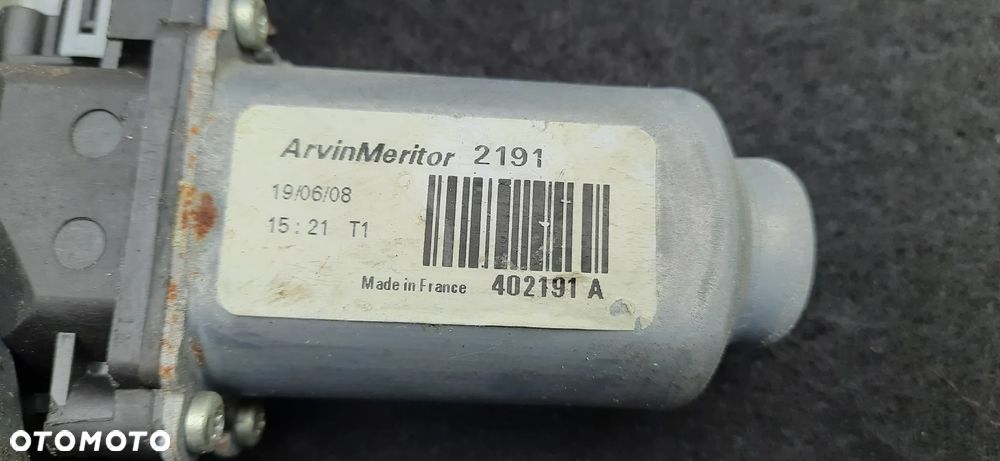 ArvinMeritor 2191
19/06/08
15:21 T1
Made in France 402191 A
OTOMOTO